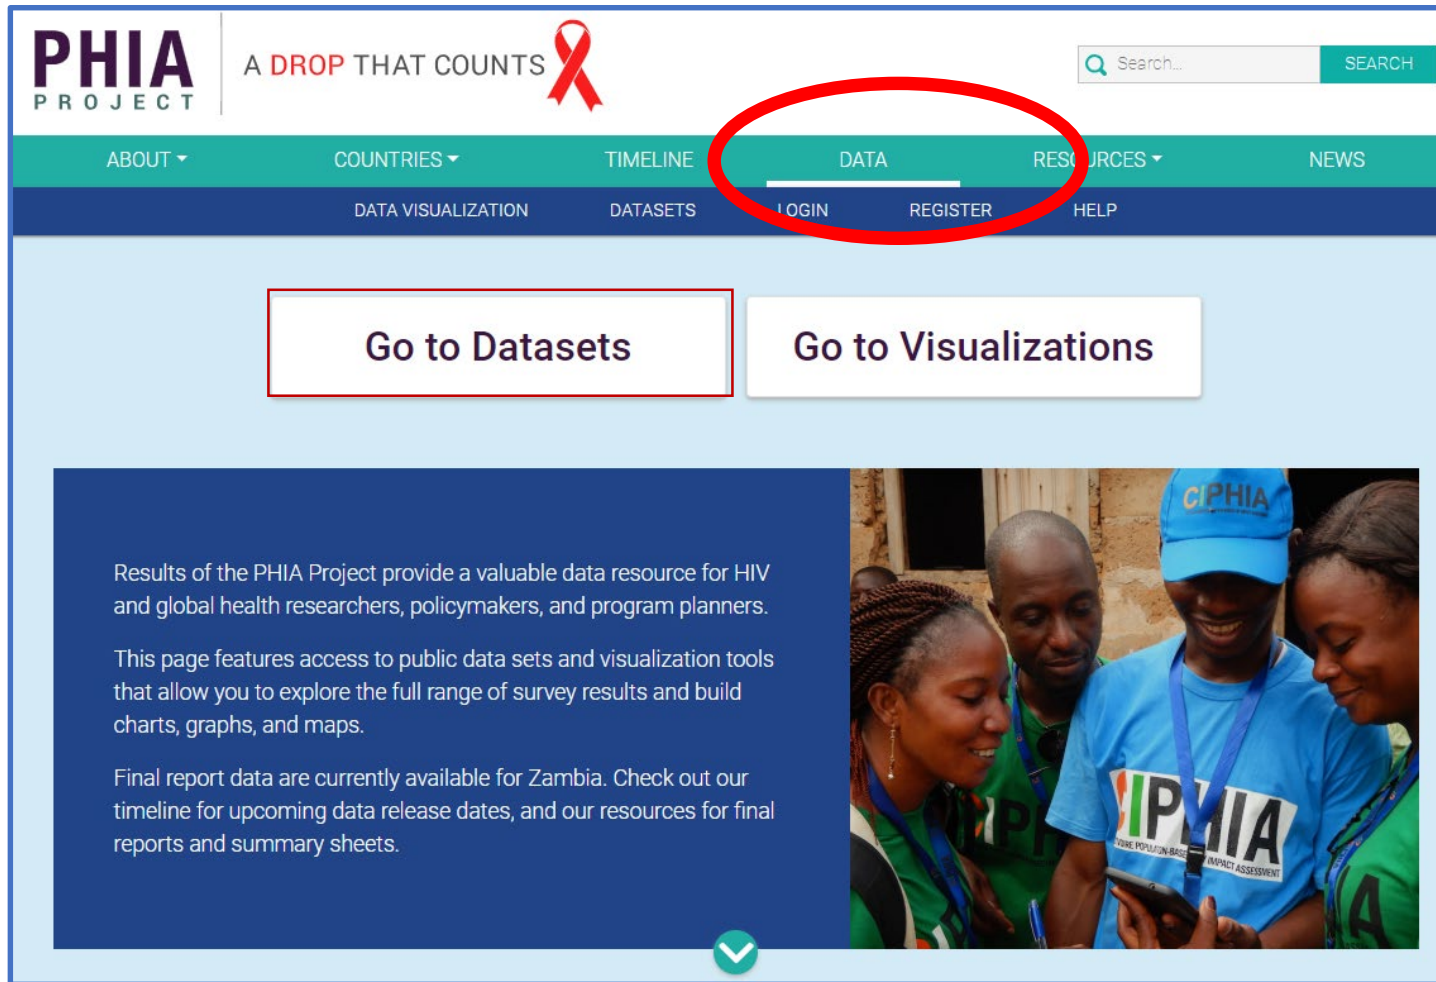 PHIA
PROJECT
A DROP THAT COUNTS
Search...
SEARCH
ABOUT
COUNTRIES
TIMELINE
DATA
RESOURCES
NEWS
DATA VISUALIZATION
DATASETS
LOGIN
REGISTER
HELP
Go to Datasets
Go to Visualizations
Results of the PHIA Project provide a valuable data resource for HIV
and global health researchers, policymakers, and program planners.
This page features access to public data sets and visualization tools
that allow you to explore the full range of survey results and build
charts, graphs, and maps.
Final report data are currently available for Zambia. Check out our
timeline for upcoming data release dates, and our resources for final
reports and summary sheets.
CIPHIA
CIPHIA
IMPACT ASSESSMENT